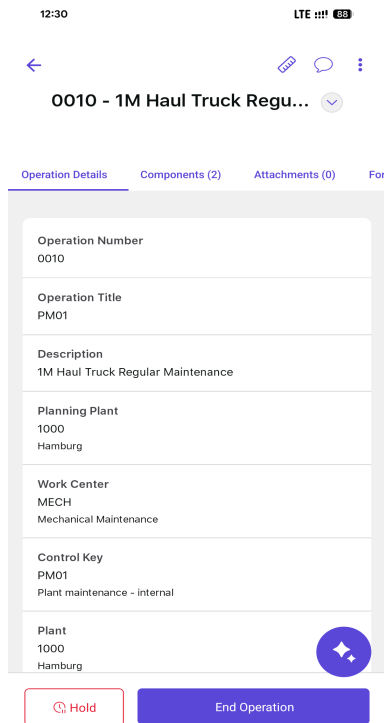 12:30
LTE 88
0010 - 1M Haul Truck Regu...
Operation Details Components (2) Attachments (0) For
Operation Number
0010
Operation Title
PM01
Description
1M Haul Truck Regular Maintenance
Planning Plant
1000
Hamburg
Work Center
MECH
Mechanical Maintenance
Control Key
PM01
Plant maintenance - internal
Plant
1000
Hamburg
Hold
End Operation